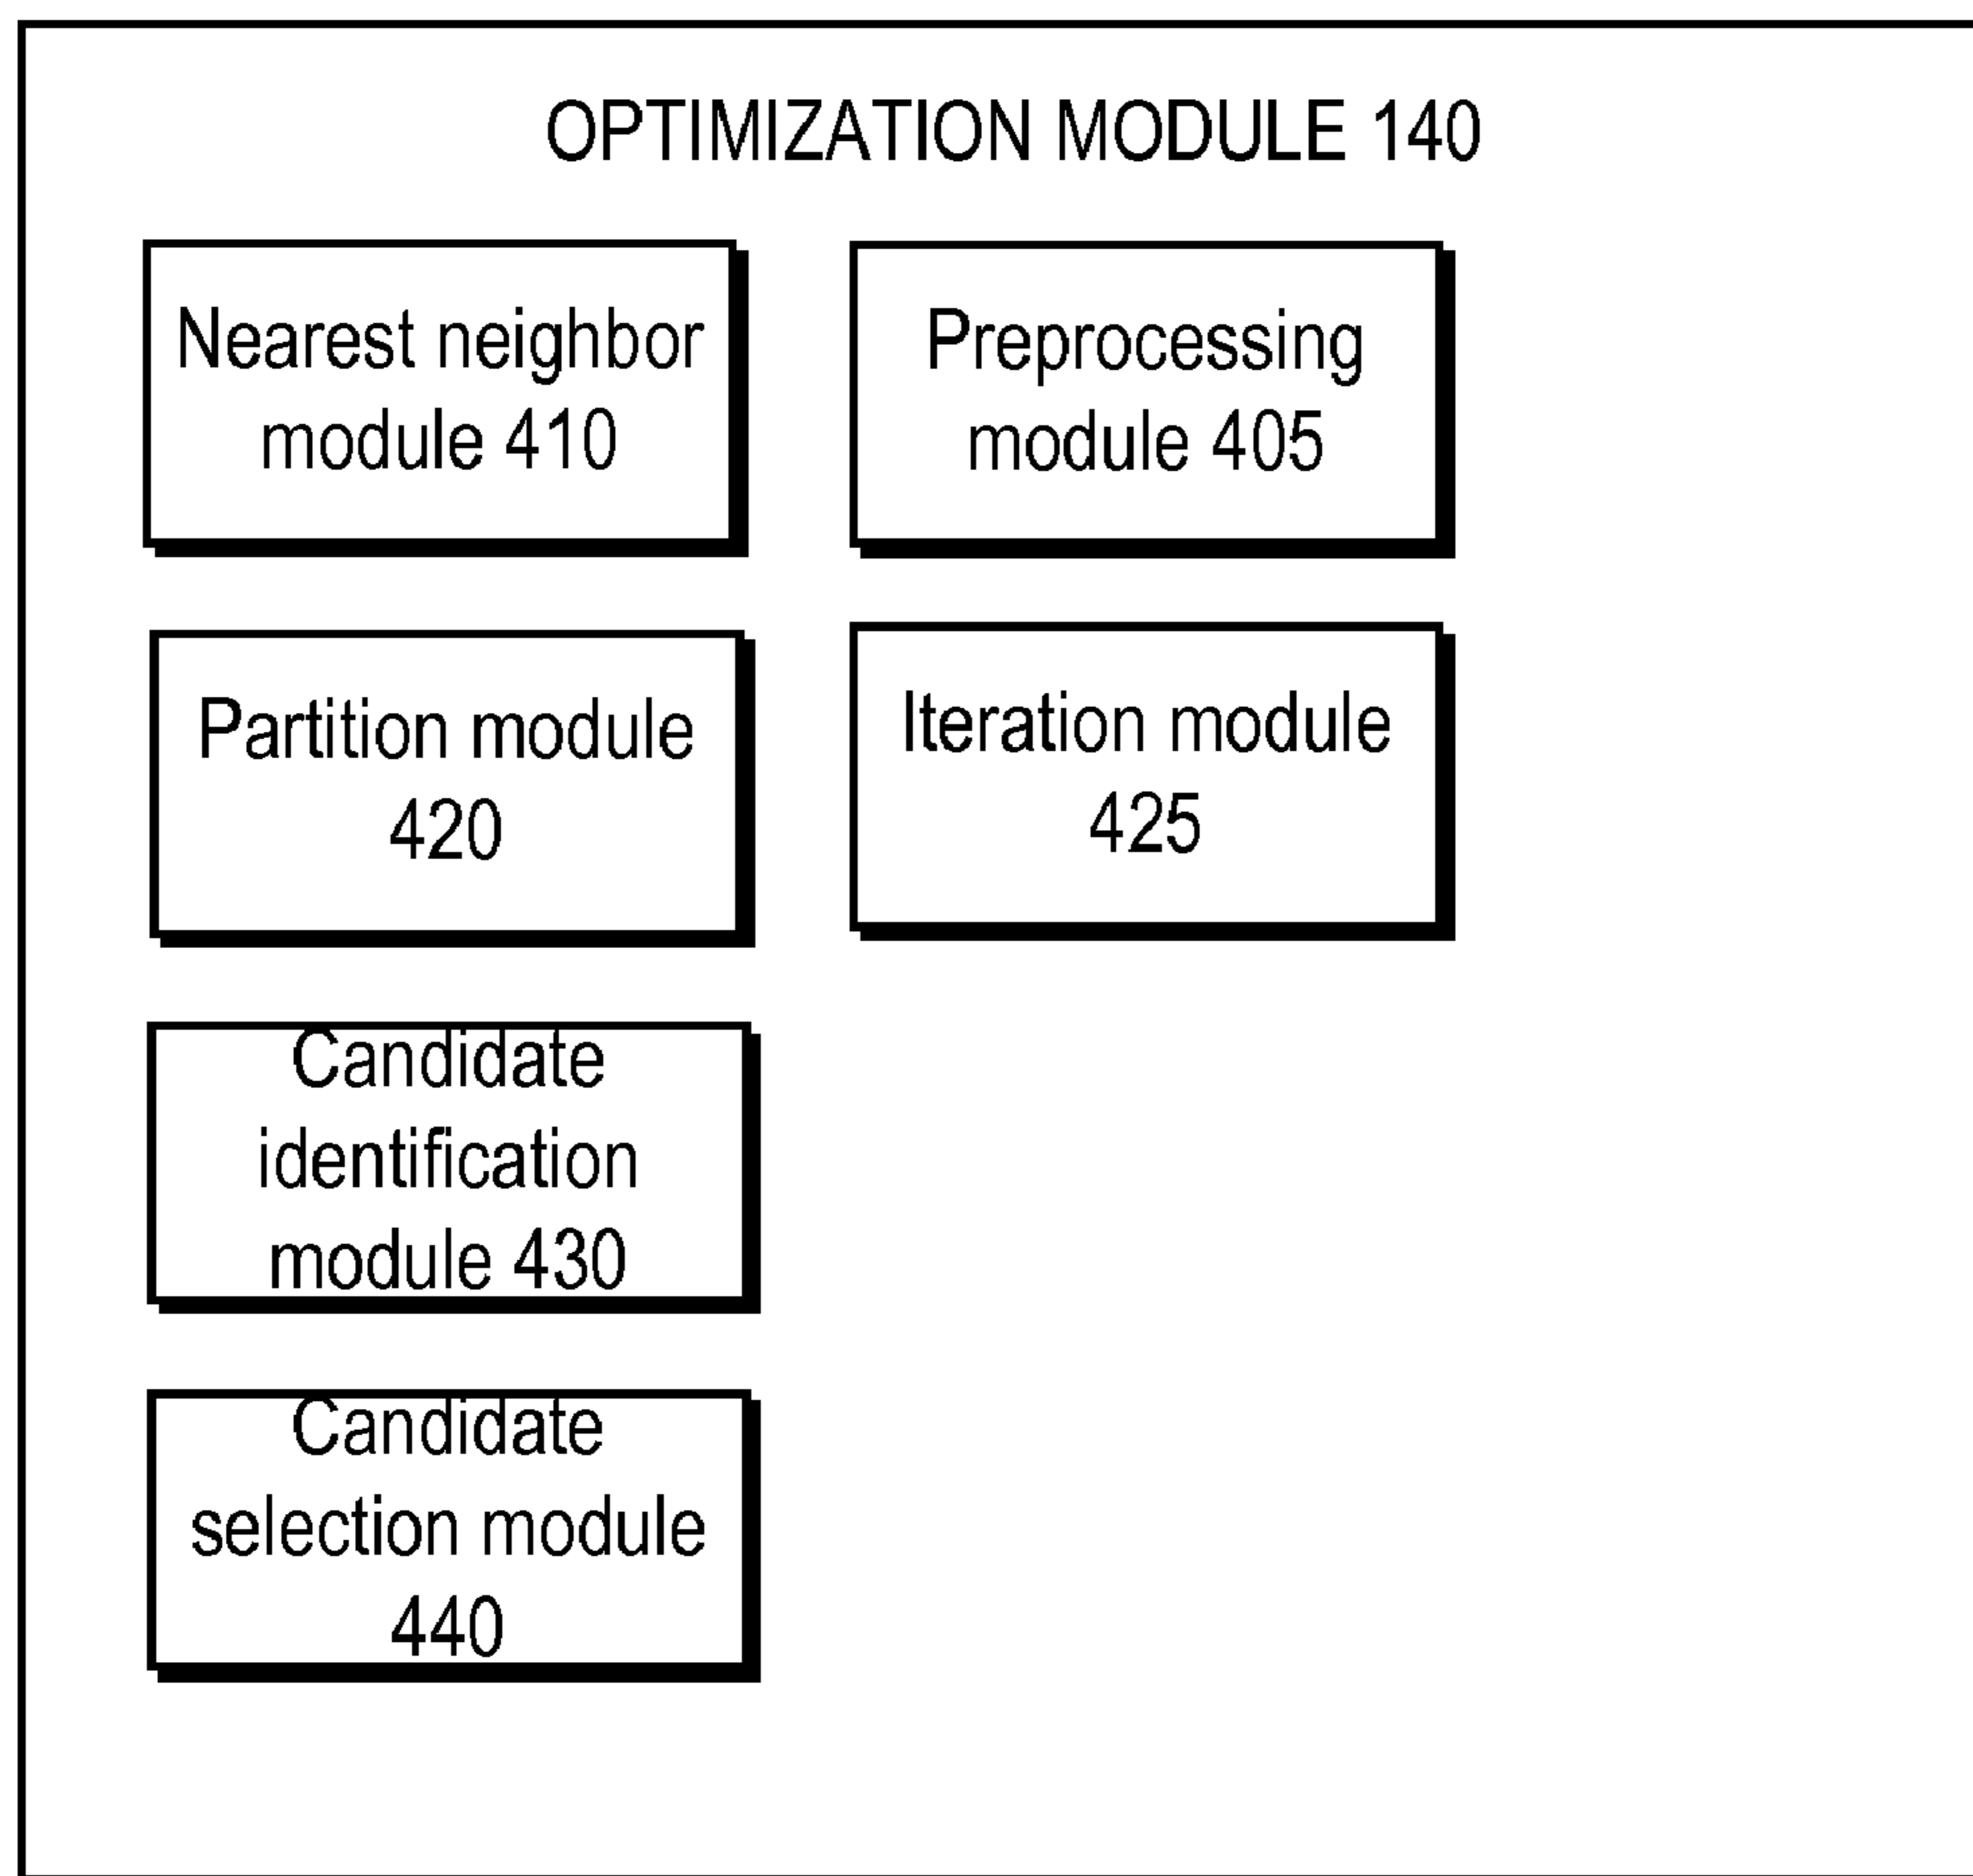 OPTIMIZATION MODULE 140
Nearest neighbor
module 410
Preprocessing
module 405
Partition module
420
Iteration module
425
Candidate
identification
module 430
Candidate
selection module
440